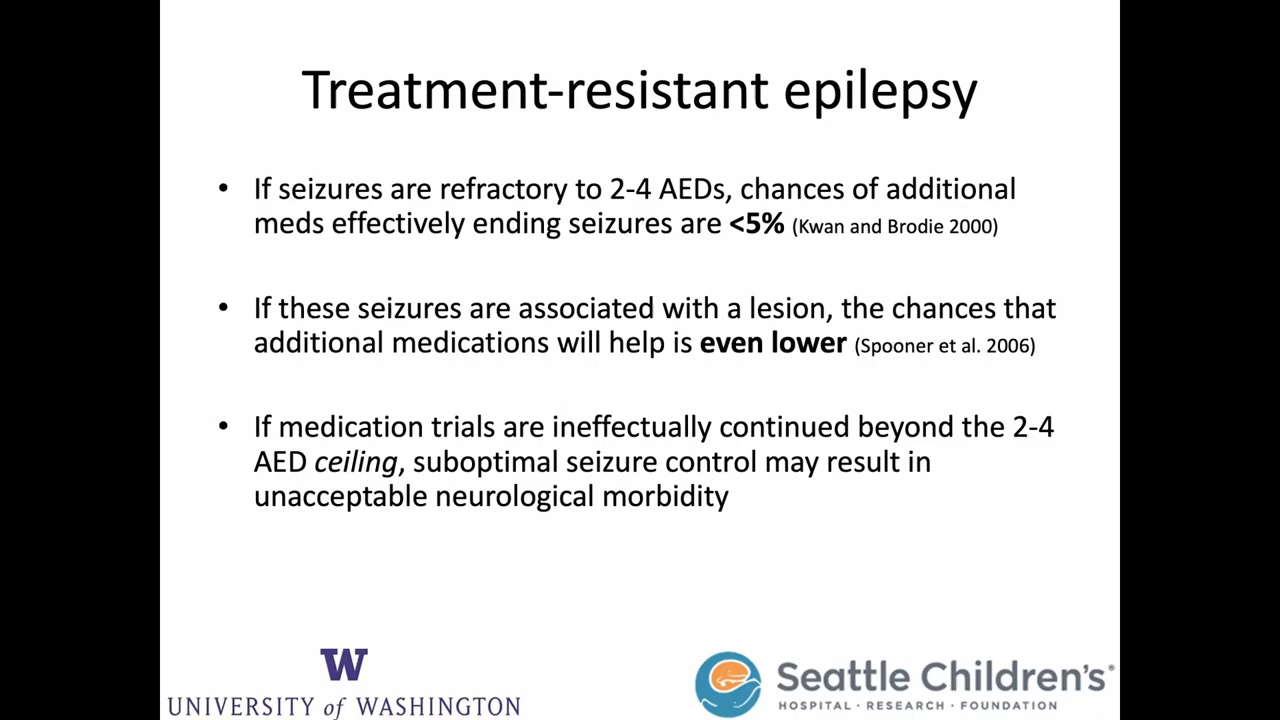 Treatment-resistant epilepsy
• If seizures are refractory to 2-4 AEDs, chances of additional
meds effectively ending seizures are <5% (Kwan and Brodie 2000)
• If these seizures are associated with a lesion, the chances that
additional medications will help is even lower (Spooner et al. 2006)
• If medication trials are ineffectually continued beyond the 2-4
AED ceiling, suboptimal seizure control may result in
unacceptable neurological morbidity
W
UNIVERSITY of WASHINGTON
Seattle Children's®
HOSPITAL · RESEARCH · FOUNDATION